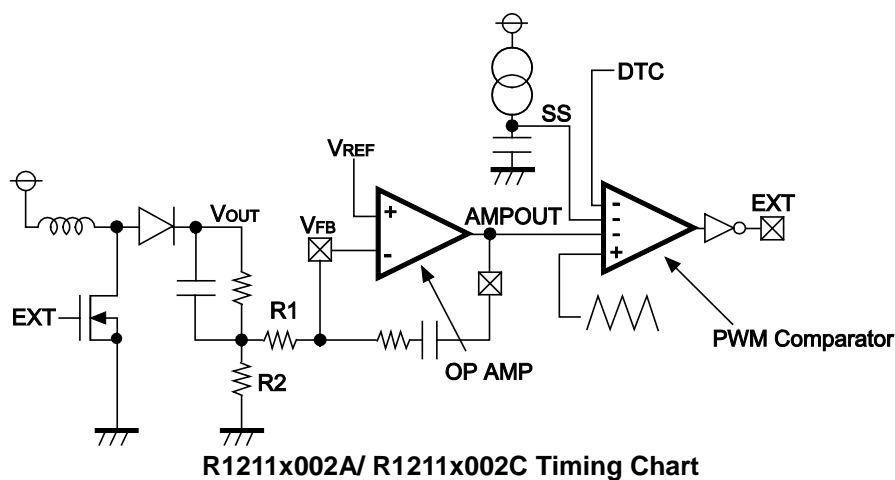 DTC
SS
VREF
EXT
VOUT
VFB
+
-
AMPOUT
-
-
-
+
EXT
R1
R2
OP AMP
PWM Comparator
R1211x002A/ R1211x002C Timing Chart